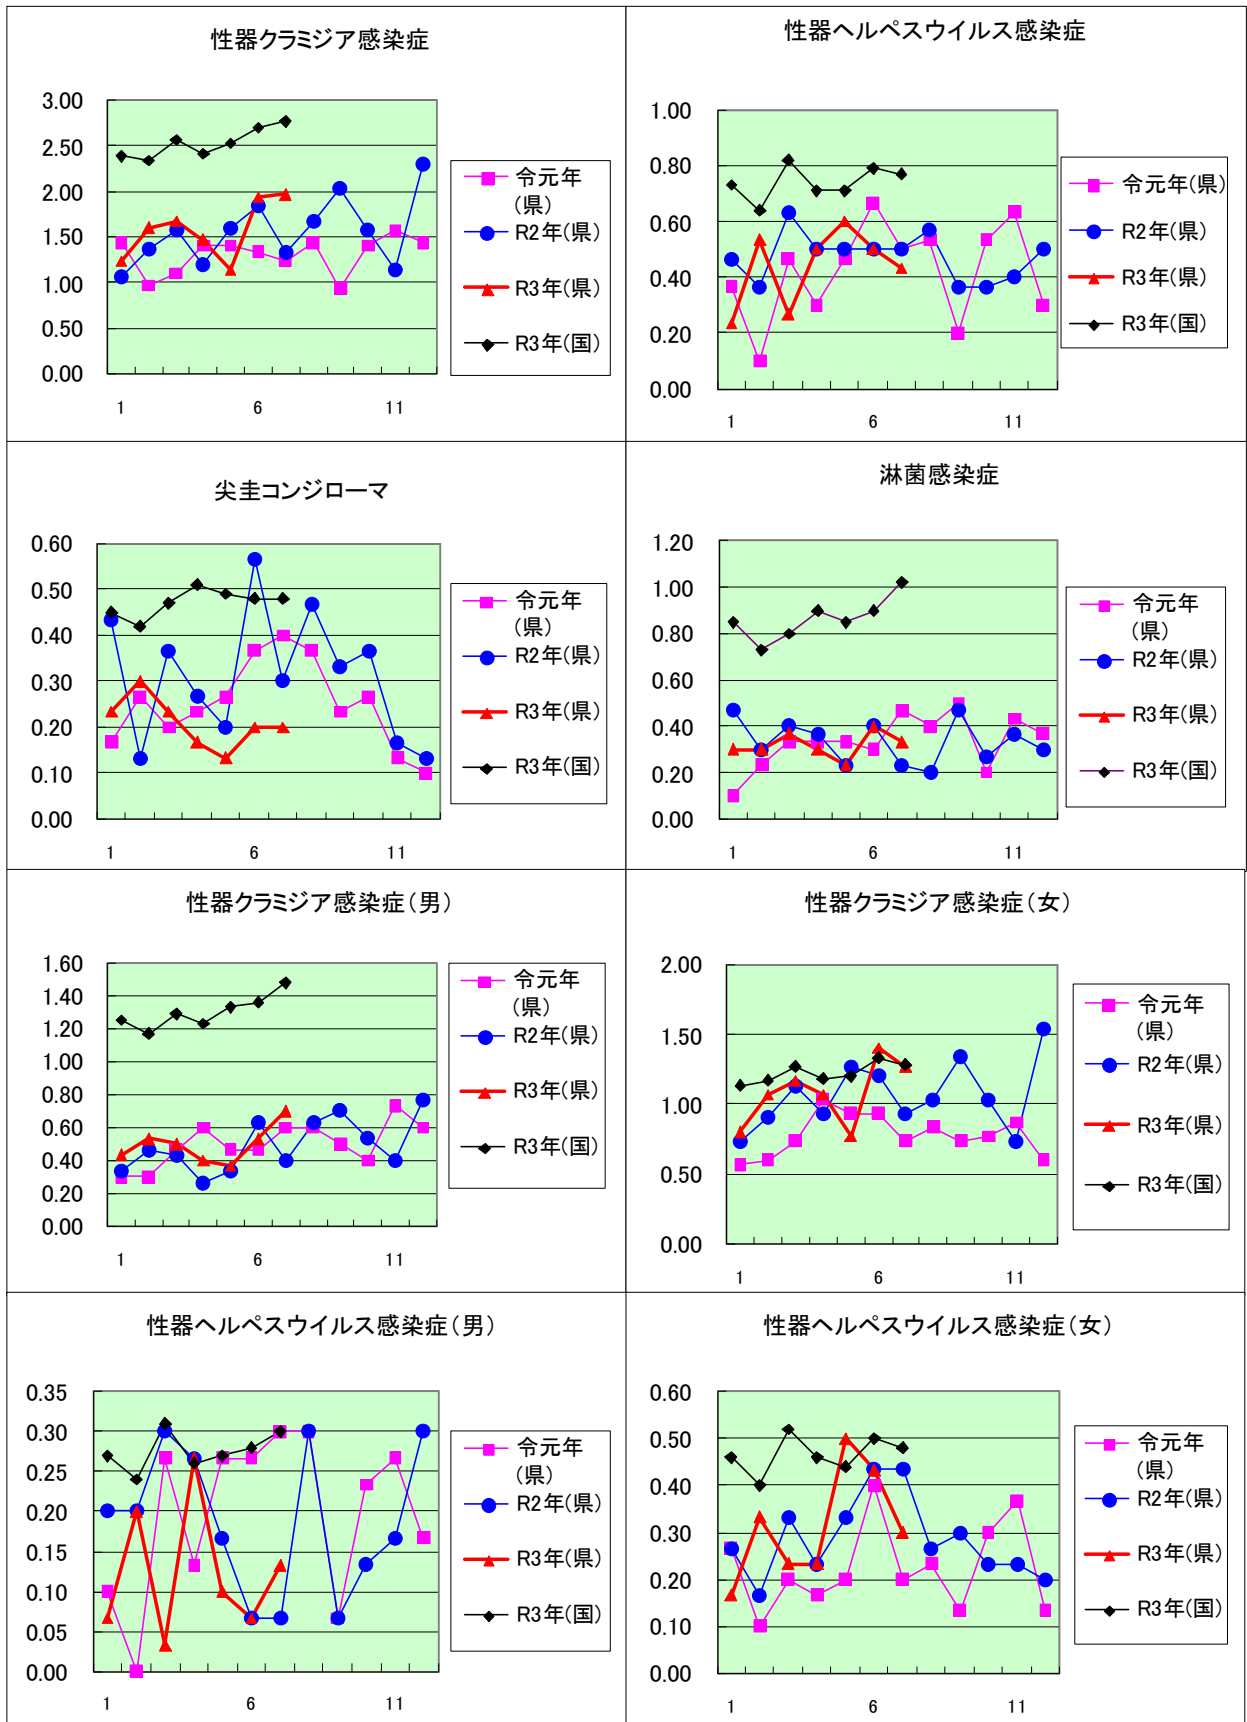 性器クラミジア感染症
3.00
2.50
2.00
1.50
1.00
0.50
0.00
1
6
11
令元年
(県)
R2年(県)
R3年(県)
R3年(国)
性器ヘルペスウイルス感染症
1.00
0.80
0.60
0.40
0.20
0.00
1
6
11
令元年(県)
R2年(県)
R3年(県)
R3年(国)
尖圭コンジローマ
0.60
0.50
0.40
0.30
0.20
0.10
0.00
1
6
11
令元年
(県)
R2年(県)
R3年(県)
R3年(国)
淋菌感染症
1.20
1.00
0.80
0.60
0.40
0.20
0.00
1
6
11
令元年
(県)
R2年(県)
R3年(県)
R3年(国)
性器クラミジア感染症(男)
1.60
1.40
1.20
1.00
0.80
0.60
0.40
0.20
0.00
1
6
11
令元年
(県)
R2年(県)
R3年(県)
R3年(国)
性器クラミジア感染症(女)
2.00
1.50
1.00
0.50
0.00
1
6
11
令元年
(県)
R2年(県)
R3年(県)
R3年(国)
性器ヘルペスウイルス感染症(男)
0.35
0.30
0.25
0.20
0.15
0.10
0.05
0.00
1
6
11
令元年
(県)
R2年(県)
R3年(県)
R3年(国)
性器ヘルペスウイルス感染症(女)
0.60
0.50
0.40
0.30
0.20
0.10
0.00
1
6
11
令元年
(県)
R2年(県)
R3年(県)
R3年(国)